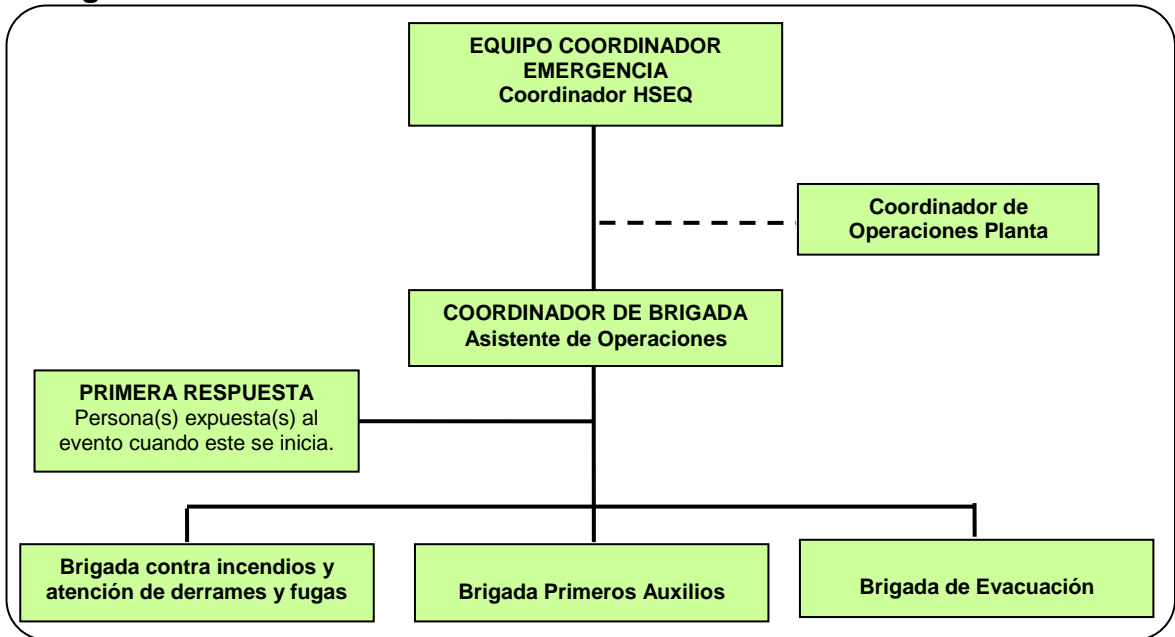 EQUIPO COORDINADOR
EMERGENCIA
Coordinador HSEQ
Coordinador de
Operaciones Planta
COORDINADOR DE BRIGADA
Asistente de Operaciones
PRIMERA RESPUESTA
Persona(s) expuesta(s) al
evento cuando este se inicia.
Brigada contra incendios y
atención de derrames y fugas
Brigada Primeros Auxilios
Brigada de Evacuación